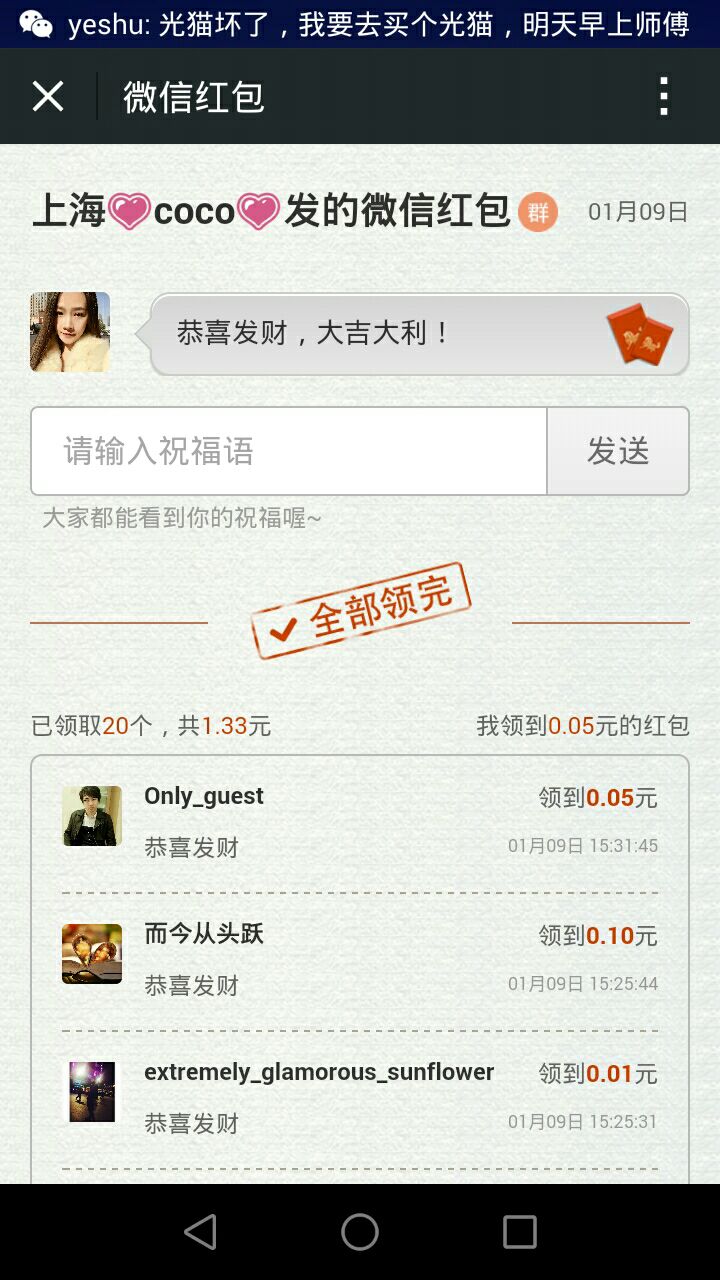 yeshu: 光猫坏了，我要去买个光猫，明天早上师傅
微信红包
上海💗coco💗发的微信红包 群 01月09日
恭喜发财，大吉大利！
请输入祝福语 发送
大家都能看到你的祝福喔~
全部领完
已领取20个，共1.33元 我领到0.05元的红包
Only_guest 领到0.05元
恭喜发财 01月09日 15:31:45
而今从头跃 领到0.10元
恭喜发财 01月09日 15:25:44
extremely_glamorous_sunflower 领到0.01元
恭喜发财 01月09日 15:25:31